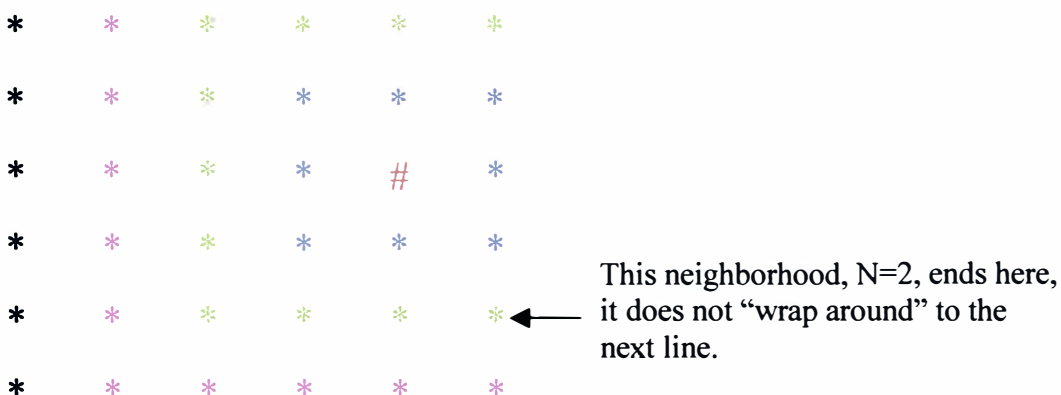 * * * * * *
* * * * * *
* * * * # *
* * * * * *
* * * * * *
* * * * * *
This neighborhood, N=2, ends here,
it does not “wrap around” to the
next line.